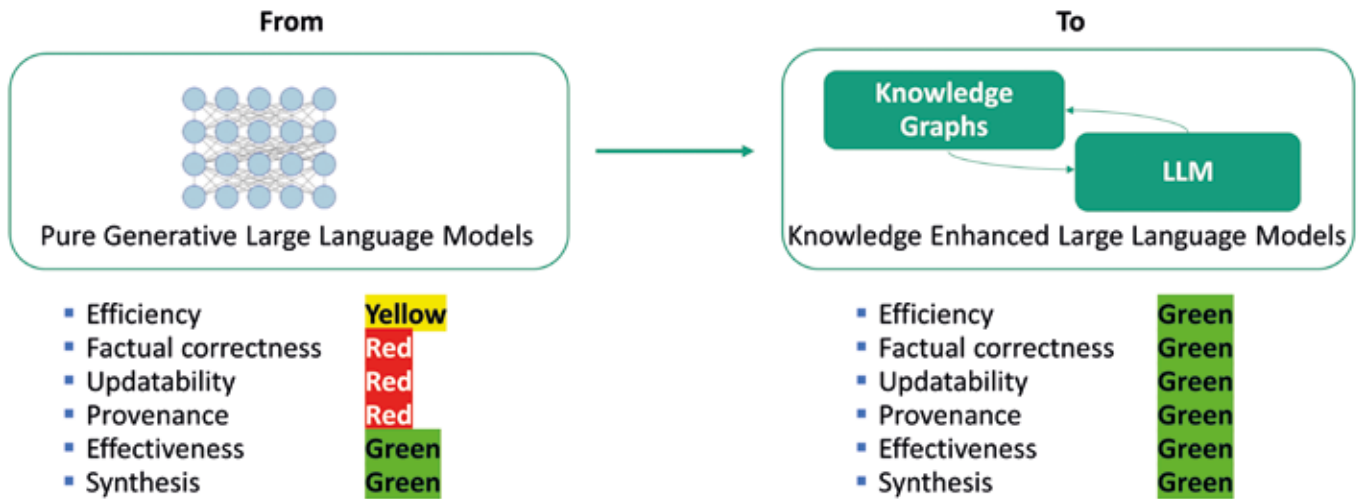 From
Pure Generative Large Language Models
Efficiency Yellow
Factual correctness Red
Updatability Red
Provenance Red
Effectiveness Green
Synthesis Green
To
Knowledge
Graphs
LLM
Knowledge Enhanced Large Language Models
Efficiency Green
Factual correctness Green
Updatability Green
Provenance Green
Effectiveness Green
Synthesis Green